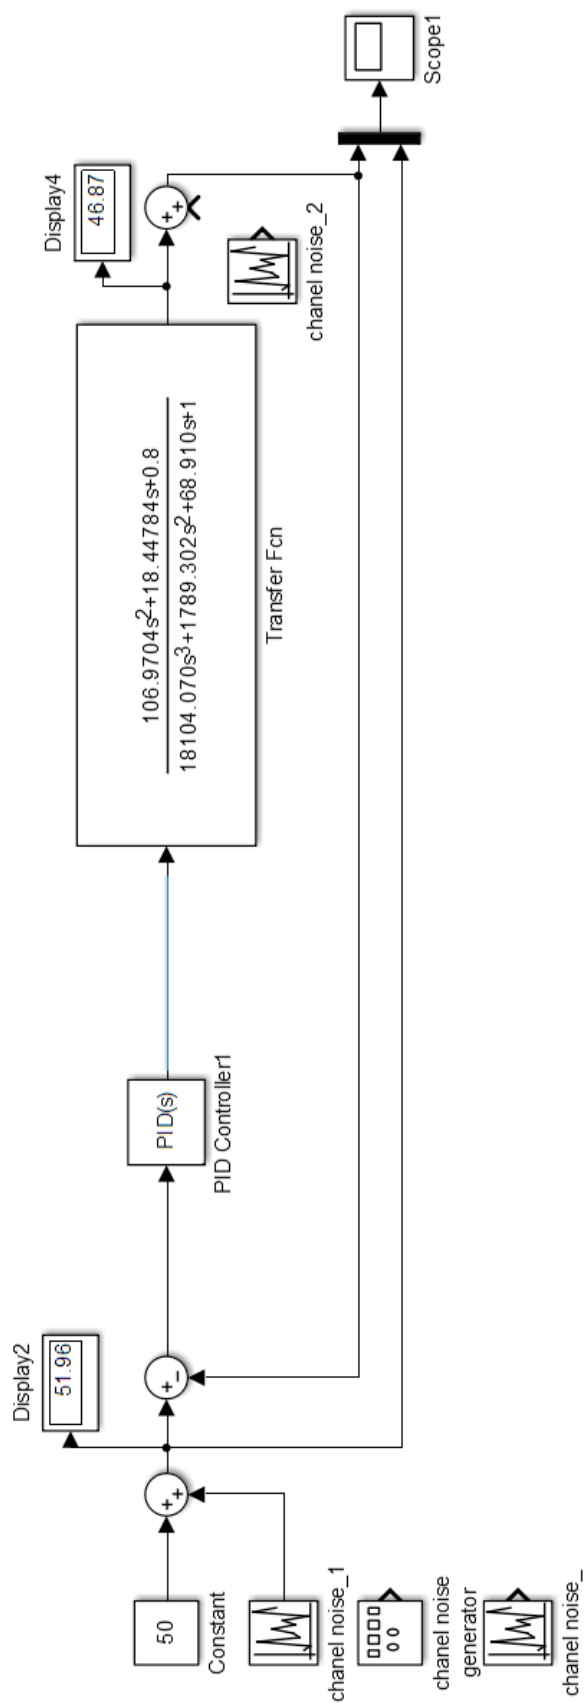 50
Constant
chanel noise_1
chanel noise
generator
chanel noise_
++
Display2
51.96
+-
PID(s)
PID Controller1
106.9704s2+18.44784s+0.8
18104.070s3+1789.302s2+68.910s+1
Transfer Fcn
Display4
46.87
++
chanel noise_2
Scope1